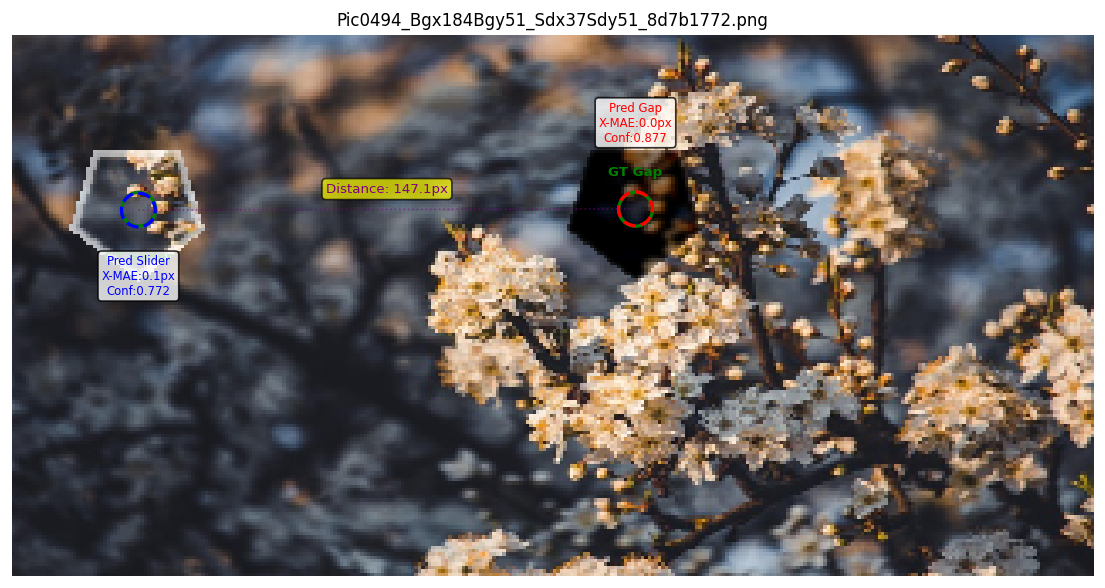 Pic0494_Bgx184Bgy51_Sdx37Sdy51_8d7b1772.png
Pred Gap
X-MAE:0.0px
Conf:0.877
GT Gap
Distance: 147.1px
Pred Slider
X-MAE:0.1px
Conf:0.772